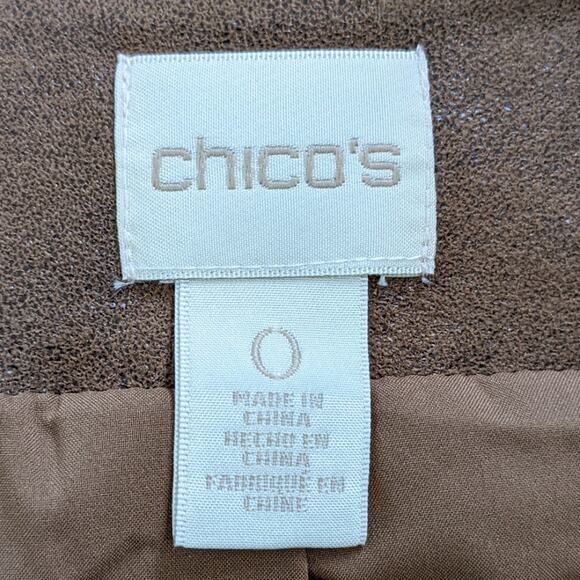 chico's
0
MADE IN
CHINA
HECHO EN
CHINA
FABRIQUÉ EN
CHINE